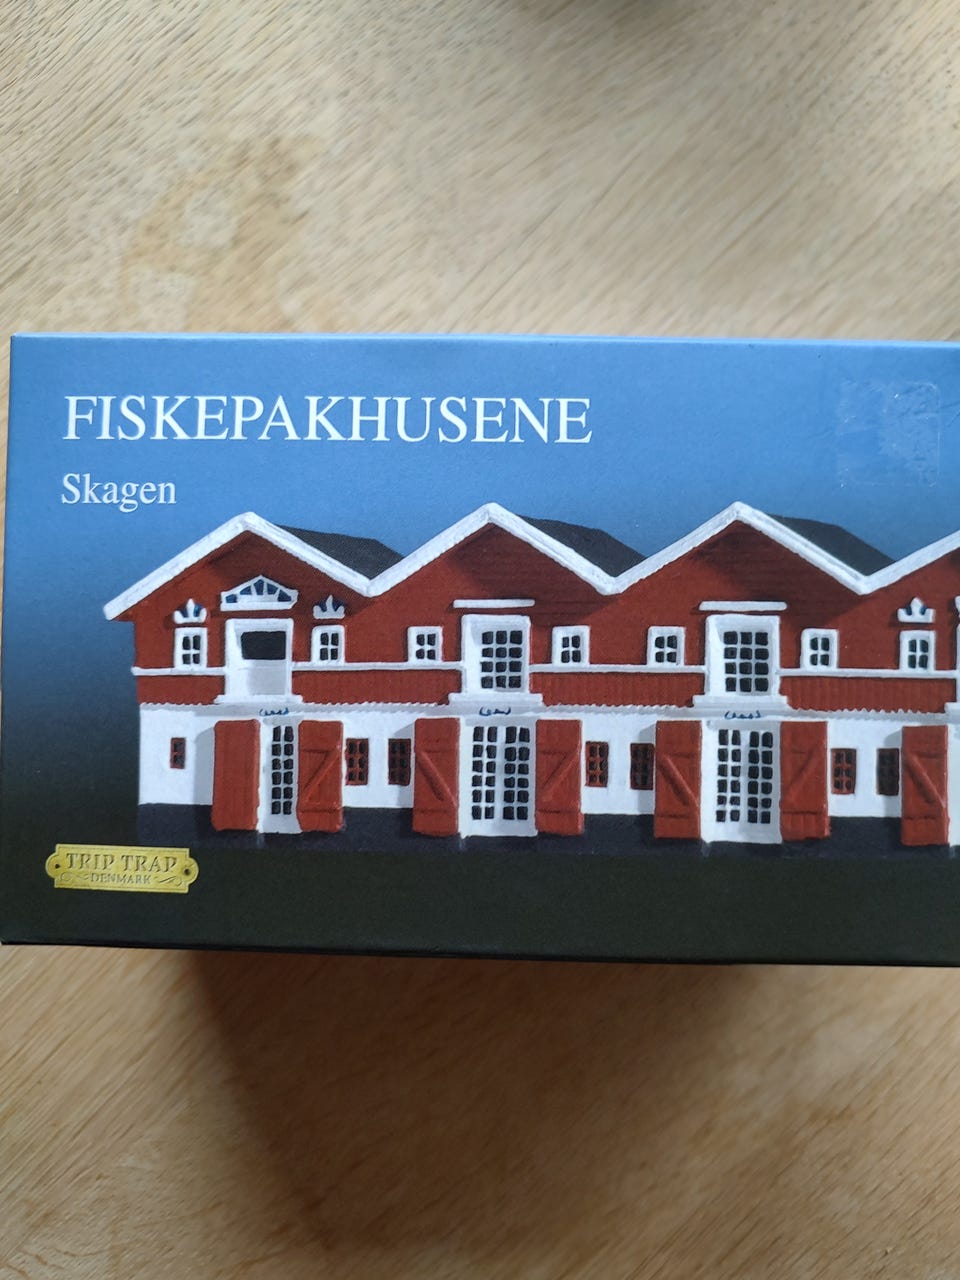 FISKEPAKHUSENE
Skagen
TRIP TRAP
DENMARK